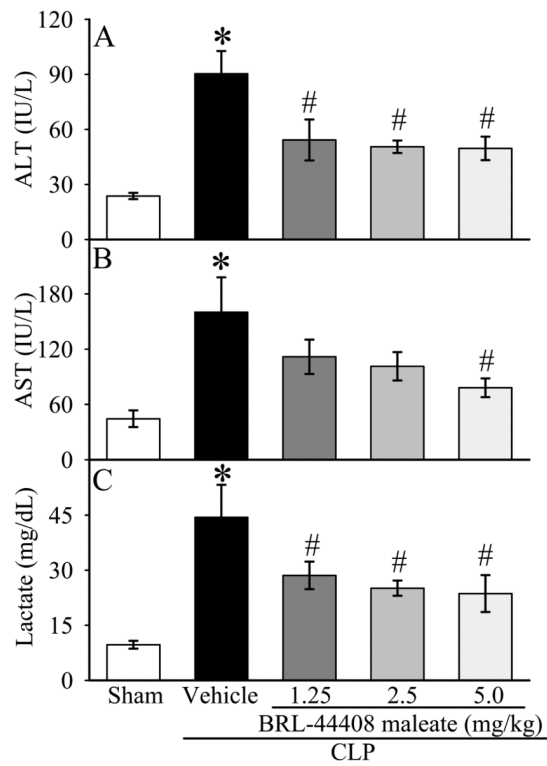 A
ALT (IU/L)
120
90
60
30
0
*
#
#
#
B
AST (IU/L)
180
120
60
0
*
#
C
Lactate (mg/dL)
45
30
15
0
*
#
#
#
Sham Vehicle 1.25 2.5 5.0
BRL-44408 maleate (mg/kg)
CLP